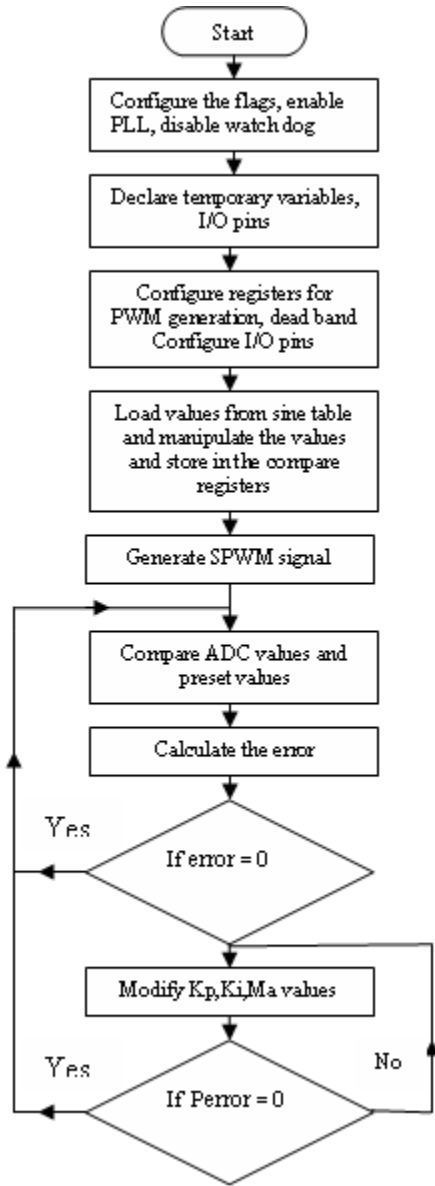 Start
Configure the flags, enable
PLL, disable watch dog
Declare temporary variables,
I/O pins
Configure registers for
PWM generation, dead band
Configure I/O pins
Load values from sine table
and manipulate the values
and store in the compare
registers
Generate SPWM signal
Compare ADC values and
preset values
Calculate the error
Yes
If error = 0
Modify Kp,Ki,Ma values
Yes
No
If Perror = 0